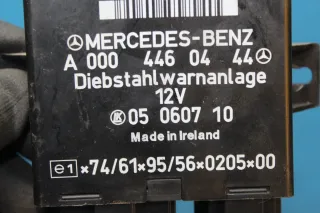 MERCEDES-BENZ
A 000 446 04 44
Diebstahlwarnanlage
12V
05 0607 10
Made in Ireland
e1 *74/61*95/56*0205*00